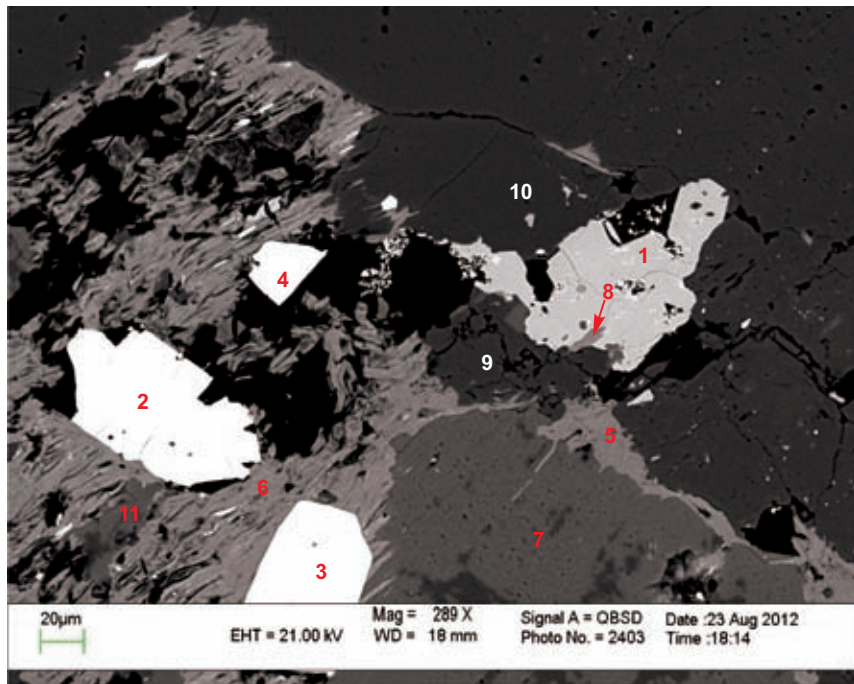 10
1
4
8
9
2
5
6
11
7
3
20µm
EHT = 21.00 kV
Mag = 289 X
WD = 18 mm
Signal A = QBSD
Photo No. = 2403
Date :23 Aug 2012
Time :18:14